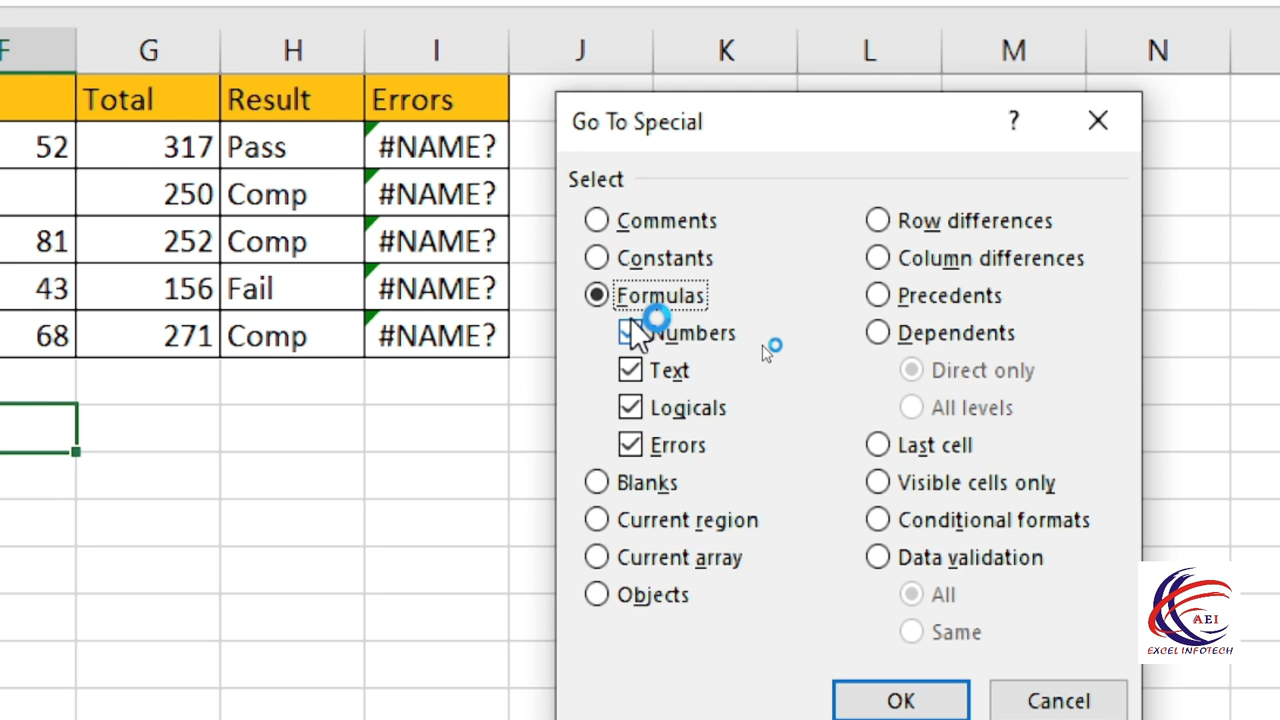 F G H I J K L M N
Total Result Errors
52 317 Pass #NAME?
250 Comp #NAME?
81 252 Comp #NAME?
43 156 Fail #NAME?
68 271 Comp #NAME?
Go To Special ?
Select
Comments
Constants
Formulas
Numbers
Text
Logicals
Errors
Blanks
Current region
Current array
Objects
Row differences
Column differences
Precedents
Dependents
Direct only
All levels
Last cell
Visible cells only
Conditional formats
Data validation
All
Same
OK Cancel
AEI
EXCEL INFOTECH